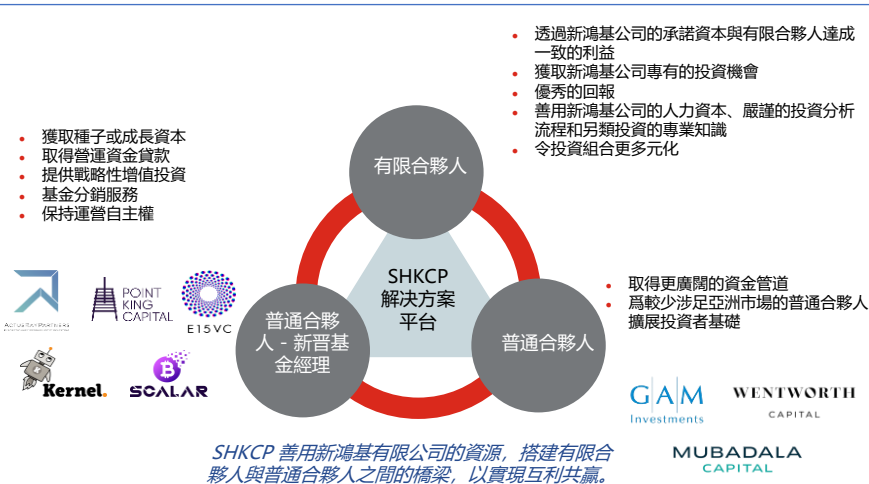 透過新鴻基公司的承諾資本與有限合夥人達成
一致的利益
獲取新鴻基公司專有的投資機會
優秀的回報
善用新鴻基公司的人力資本、嚴謹的投資分析
流程和另類投資的專業知識
令投資組合更多元化
獲取種子或成長資本
取得營運資金貸款
提供戰略性增值投資
基金分銷服務
保持運營自主權
有限合夥人
SHKCP
解決方案
平台
普通合夥
人 - 新晋基
金經理
普通合夥人
取得更廣闊的資金管道
爲較少涉足亞洲市場的普通合夥人
擴展投資者基礎
POINT
KING
CAPITAL
E15VC
Kernel.
SCALAR
GAM
Investments
WENTWORTH
CAPITAL
MUBADALA
CAPITAL
SHKCP 善用新鴻基有限公司的資源，搭建有限合
夥人與普通合夥人之間的橋梁，以實現互利共贏。